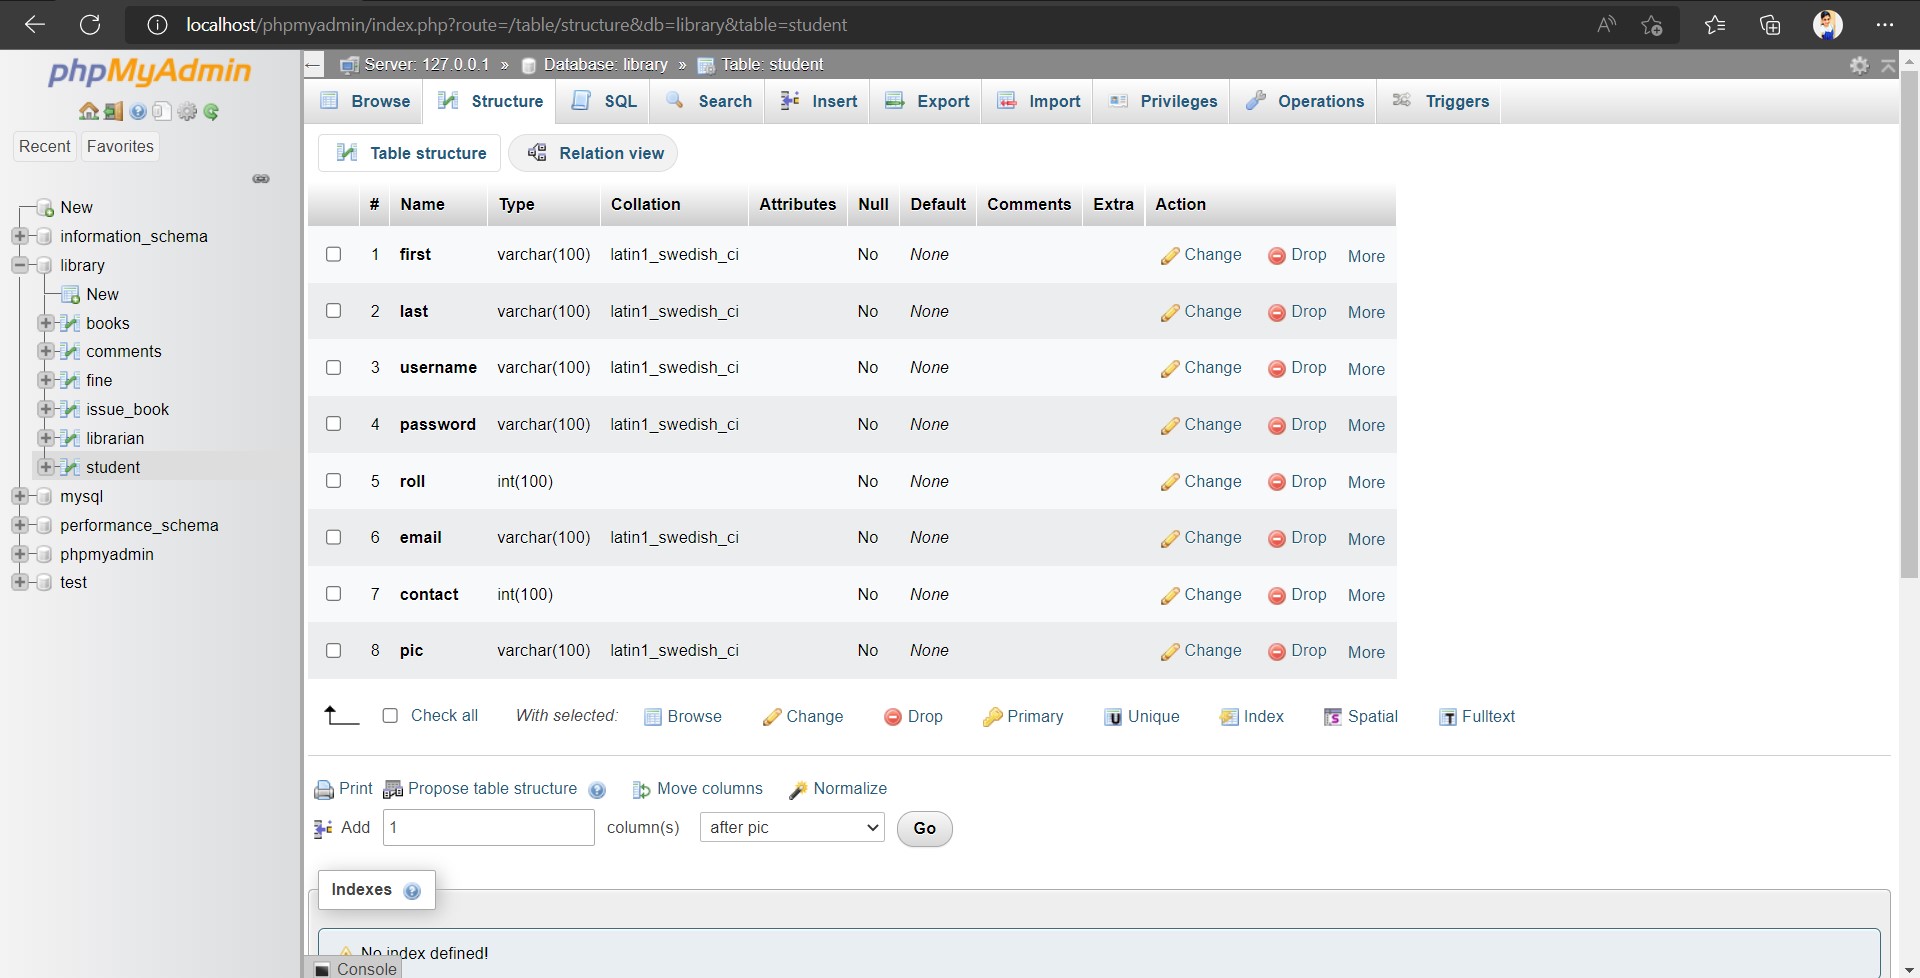 localhost/phpmyadmin/index.php?route=/table/structure&db=library&table=student
phpMyAdmin
Recent Favorites
New
information_schema
library
New
books
comments
fine
issue_book
librarian
student
mysql
performance_schema
phpmyadmin
test
Server: 127.0.0.1 » Database: library » Table: student
Browse Structure SQL Search Insert Export Import Privileges Operations Triggers
Table structure Relation view
# Name Type Collation Attributes Null Default Comments Extra Action
1 first varchar(100) latin1_swedish_ci No None Change Drop More
2 last varchar(100) latin1_swedish_ci No None Change Drop More
3 username varchar(100) latin1_swedish_ci No None Change Drop More
4 password varchar(100) latin1_swedish_ci No None Change Drop More
5 roll int(100) No None Change Drop More
6 email varchar(100) latin1_swedish_ci No None Change Drop More
7 contact int(100) No None Change Drop More
8 pic varchar(100) latin1_swedish_ci No None Change Drop More
Check all With selected: Browse Change Drop Primary Unique Index Spatial Fulltext
Print Propose table structure Move columns Normalize
Add 1 column(s) after pic Go
Indexes
No index defined!
Console